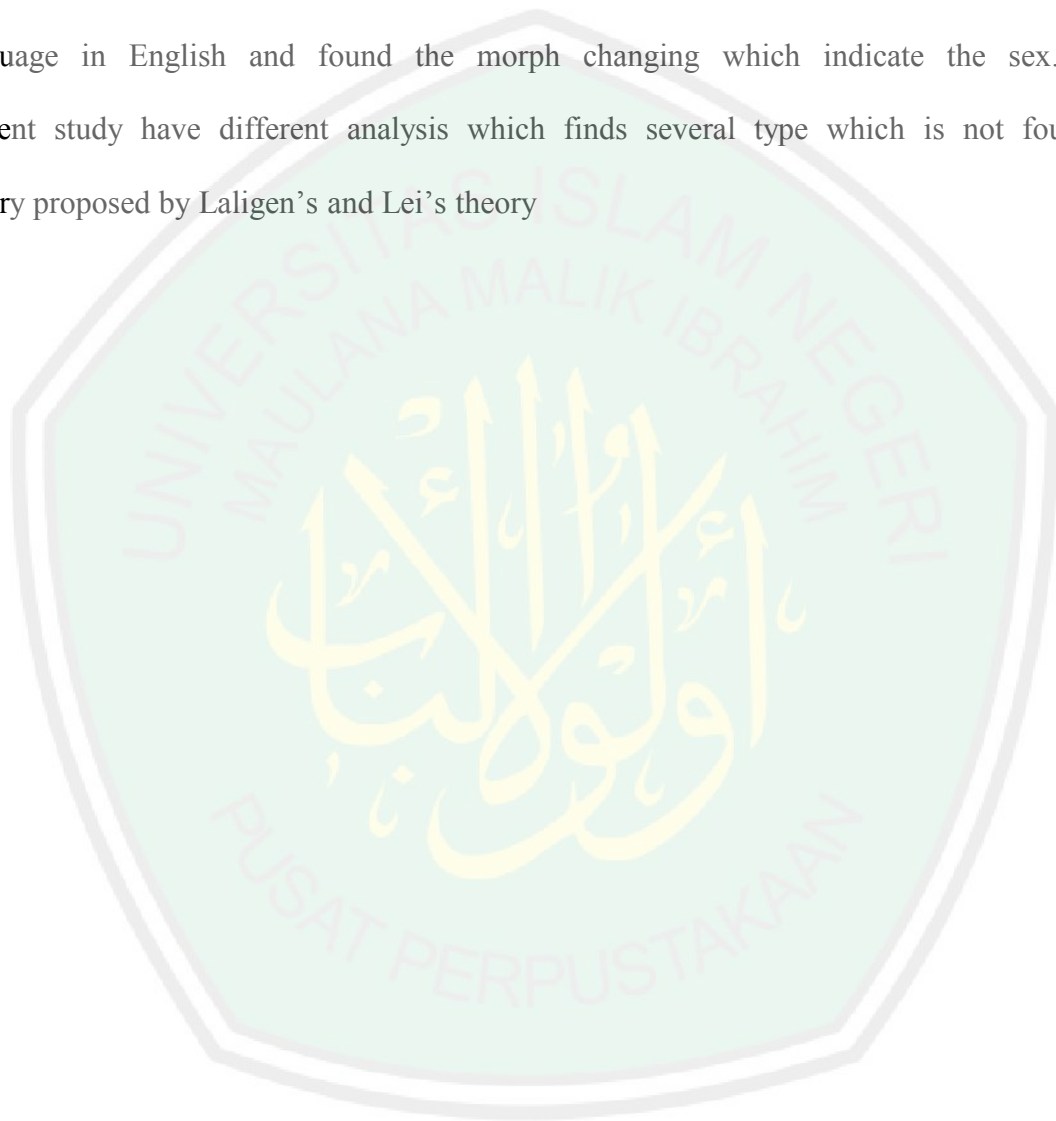 uage in English and found the morph changing which indicate the sex.
ent study have different analysis which finds several type which is not fou
ry proposed by Laligen's and Lei's theory
UNIVERSITAS ISLAM NEGERI
MAULANA MALIK IBRAHIM
أولو الألباب
PUSAT PERPUSTAKAAN